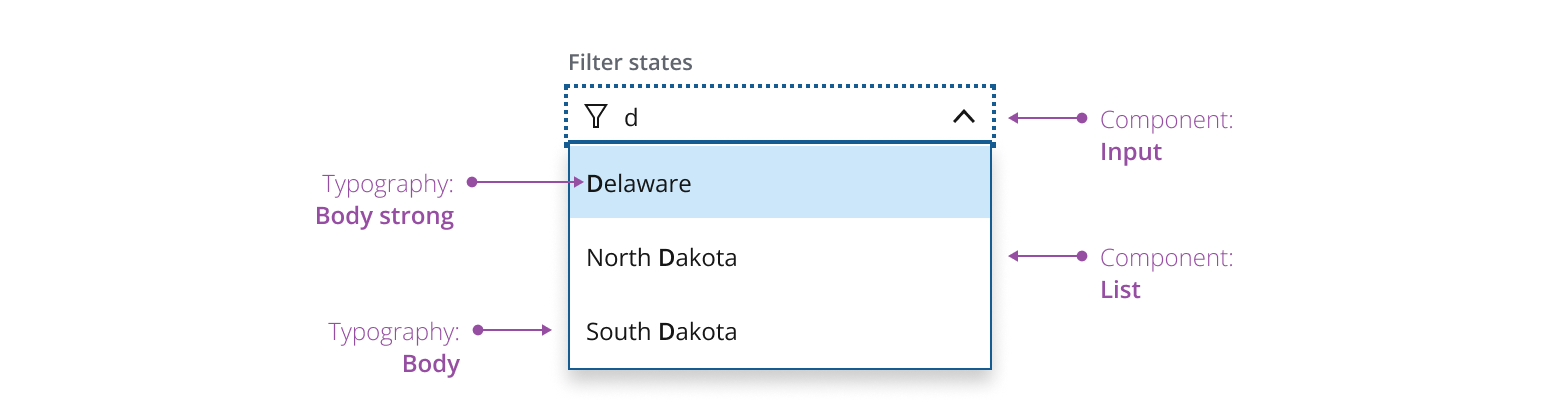 Filter states
d
Component:
Input
Typography:
Body strong
Delaware
North Dakota
Component:
List
Typography:
Body
South Dakota